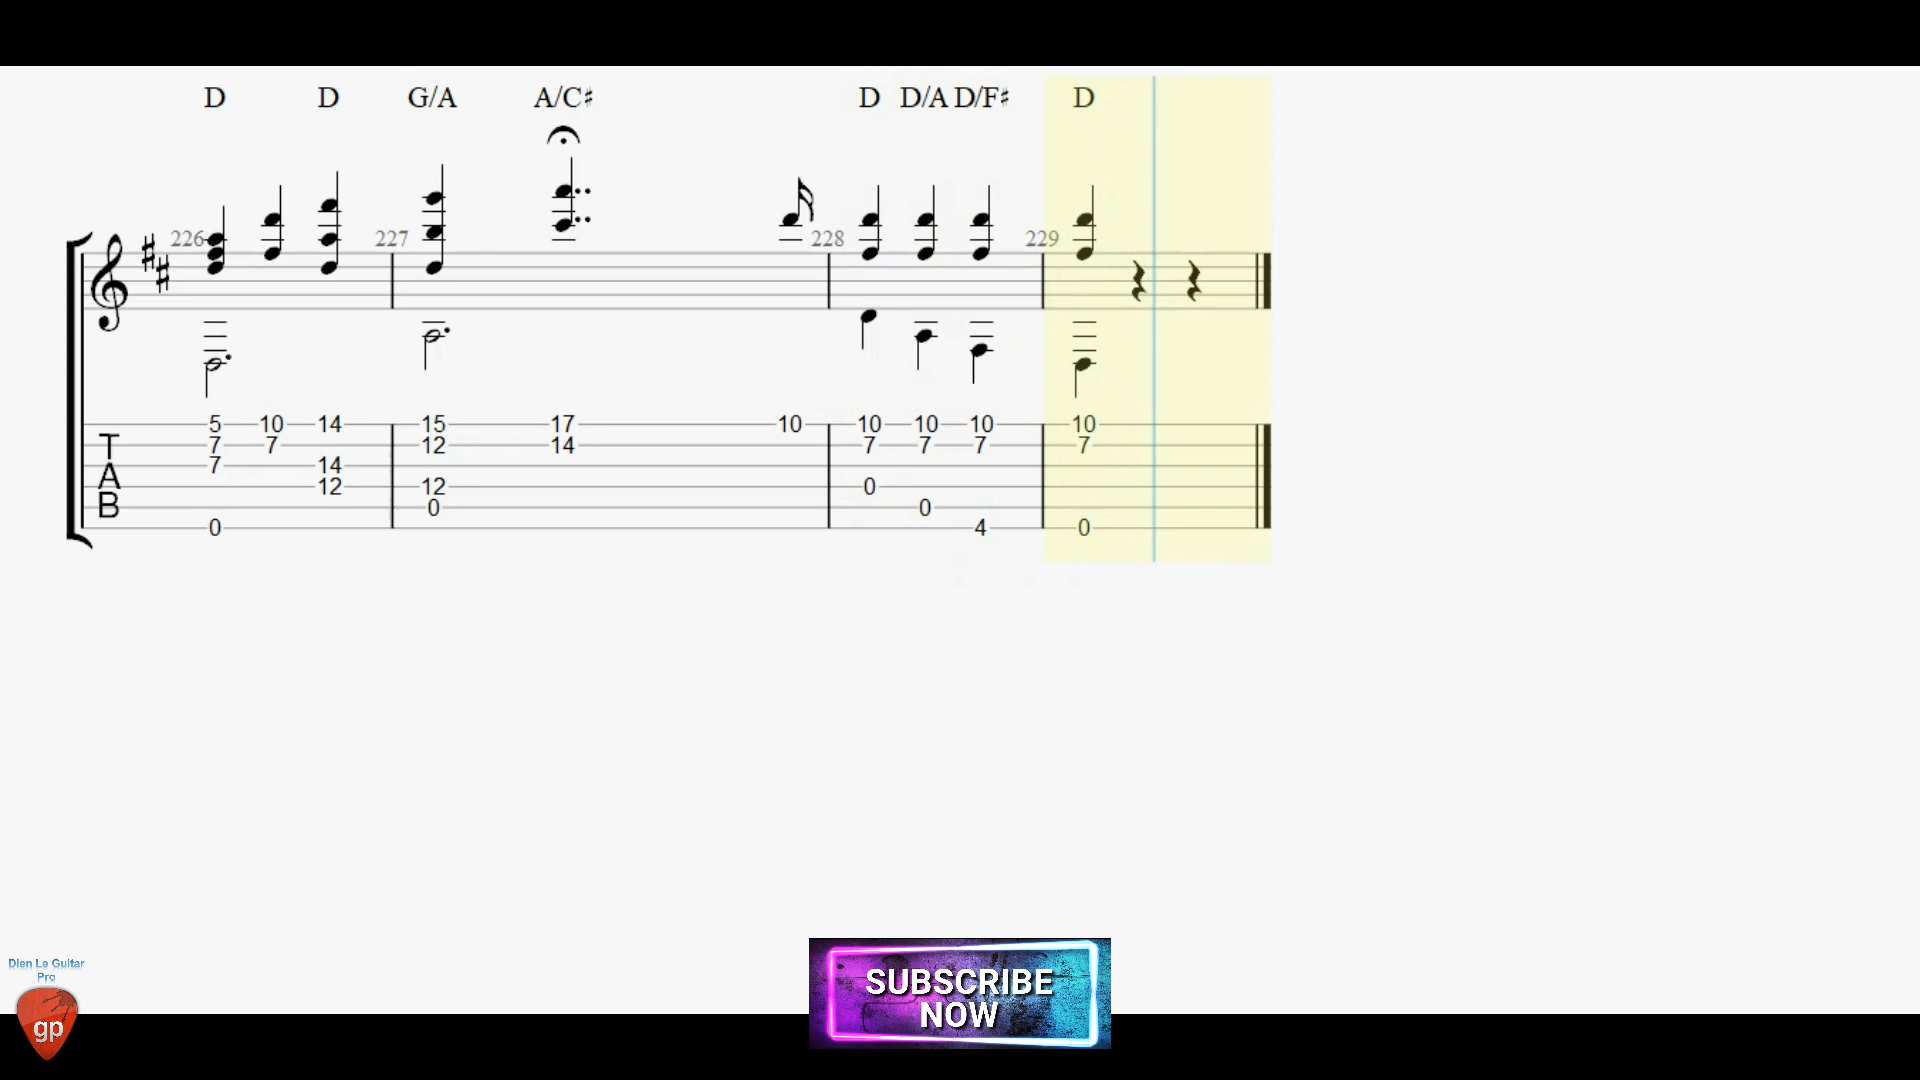 D D G/A A/C♯ D D/A D/F♯ D
226 227 228 229
5 10 14 15 17 10 10 10 10 10
T 7 7 12 14 7 7 7 7
7 14
A 12 12 0
B 0 0
0 4 0
Dien Le Guitar
Pro
gp
SUBSCRIBE
NOW